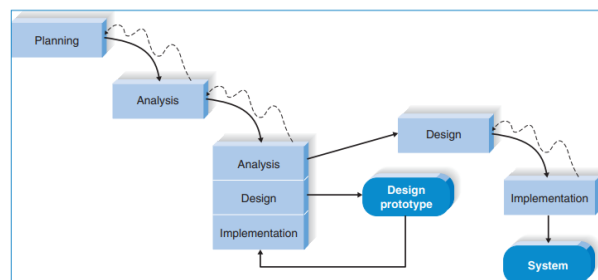 Planning
Analysis
Analysis
Design
Implementation
Design
prototype
Design
Implementation
System